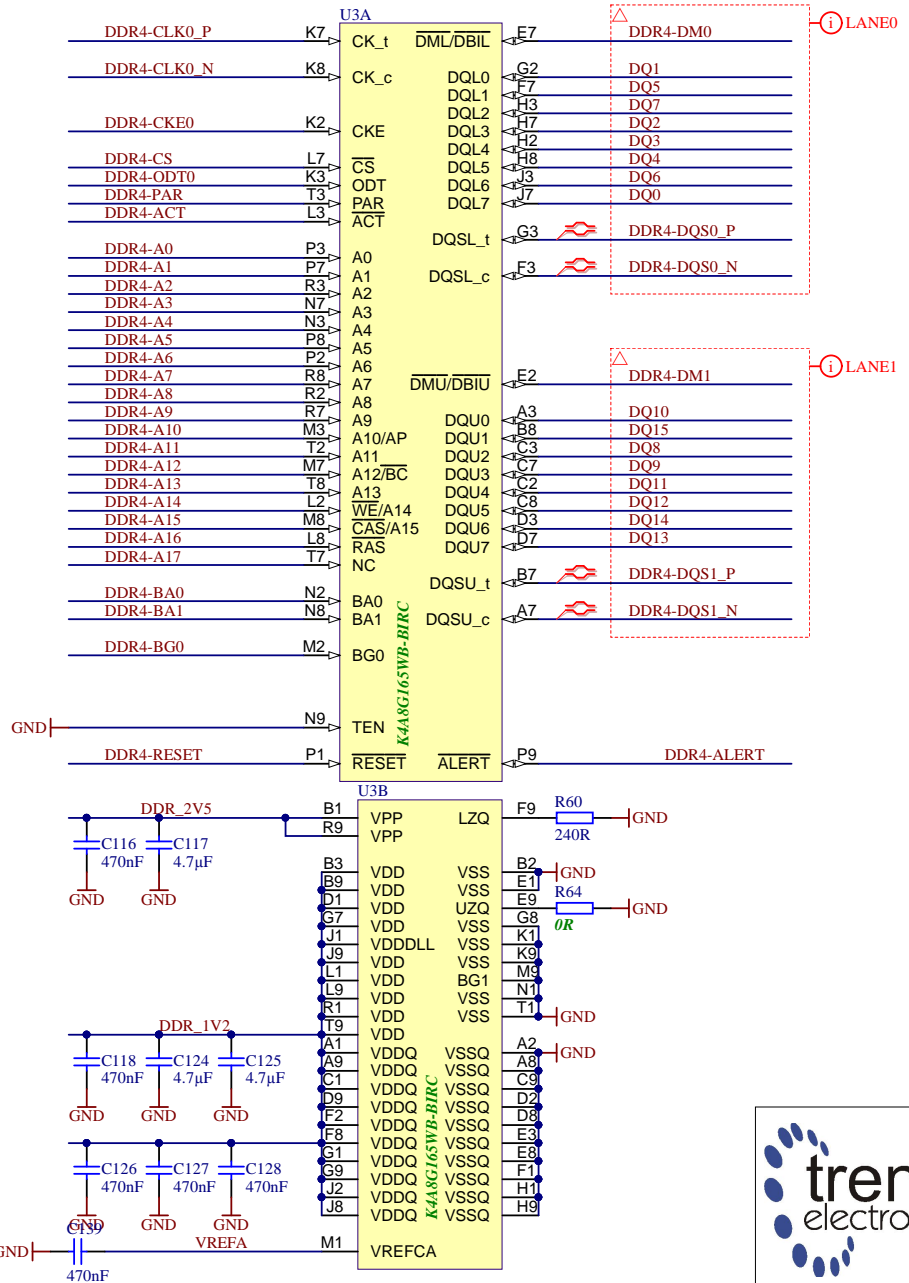 U3A
DDR4-CLK0_P K7 CK_t DML/DBIL E7 DDR4-DM0 i LANE0
DDR4-CLK0_N K8 CK_c DQL0 G2 DQ1
DQL1 F7 DQ5
DQL2 H3 DQ7
DDR4-CKE0 K2 CKE DQL3 H7 DQ2
DQL4 H2 DQ3
DDR4-CS L7 CS DQL5 H8 DQ4
DDR4-ODT0 K3 ODT DQL6 J3 DQ6
DDR4-PAR T3 PAR DQL7 J7 DQ0
DDR4-ACT L3 ACT
DQSL_t G3 DDR4-DQS0_P
DDR4-A0 P3 A0
DDR4-A1 P7 A1 DQSL_c F3 DDR4-DQS0_N
DDR4-A2 R3 A2
DDR4-A3 N7 A3
DDR4-A4 N3 A4
DDR4-A5 P8 A5
DDR4-A6 P2 A6 i LANE1
DDR4-A7 R8 A7 DMU/DBIU E2 DDR4-DM1
DDR4-A8 R2 A8
DDR4-A9 R7 A9 DQU0 A3 DQ10
DDR4-A10 M3 A10/AP DQU1 B8 DQ15
DDR4-A11 T2 A11 DQU2 C3 DQ8
DDR4-A12 M7 A12/BC DQU3 C7 DQ9
DDR4-A13 T8 A13 DQU4 C2 DQ11
DDR4-A14 L2 WE/A14 DQU5 C8 DQ12
DDR4-A15 M8 CAS/A15 DQU6 D3 DQ14
DDR4-A16 L8 RAS DQU7 D7 DQ13
DDR4-A17 T7 NC
DQSU_t B7 DDR4-DQS1_P
DDR4-BA0 N2 BA0
DDR4-BA1 N8 BA1 DQSU_c A7 DDR4-DQS1_N
DDR4-BG0 M2 BG0
K4A8G165WB-BIRC
GND N9 TEN
DDR4-RESET P1 RESET ALERT P9 DDR4-ALERT
U3B
DDR_2V5 B1 VPP LZQ F9 R60 GND
R9 VPP 240R
C116 C117
470nF 4.7µF
GND GND
B3 VDD VSS B2 GND
B9 VDD VSS E1
D1 VDD UZQ E9 R64 GND
G7 VDD VSS G8 0R
J1 VDDDLL VSS K1
J9 VDD VSS K9
L1 VDD BG1 M9
L9 VDD VSS N1
R1 VDD VSS T1 GND
DDR_1V2 T9 VDD
A1 VDDQ VSSQ A2 GND
C118 C124 C125 A9 VDDQ VSSQ A8
470nF 4.7µF 4.7µF C1 VDDQ VSSQ C9
GND GND GND D9 VDDQ VSSQ D2
F2 VDDQ VSSQ D8
F8 VDDQ VSSQ E3
G1 VDDQ VSSQ E8
C126 C127 C128 G9 VDDQ VSSQ F1
470nF 470nF 470nF J2 VDDQ VSSQ H1
GND GND GND J8 VDDQ VSSQ H9
K4A8G165WB-BIRC
GND C139 VREFA M1 VREFCA
470nF
tren
electro